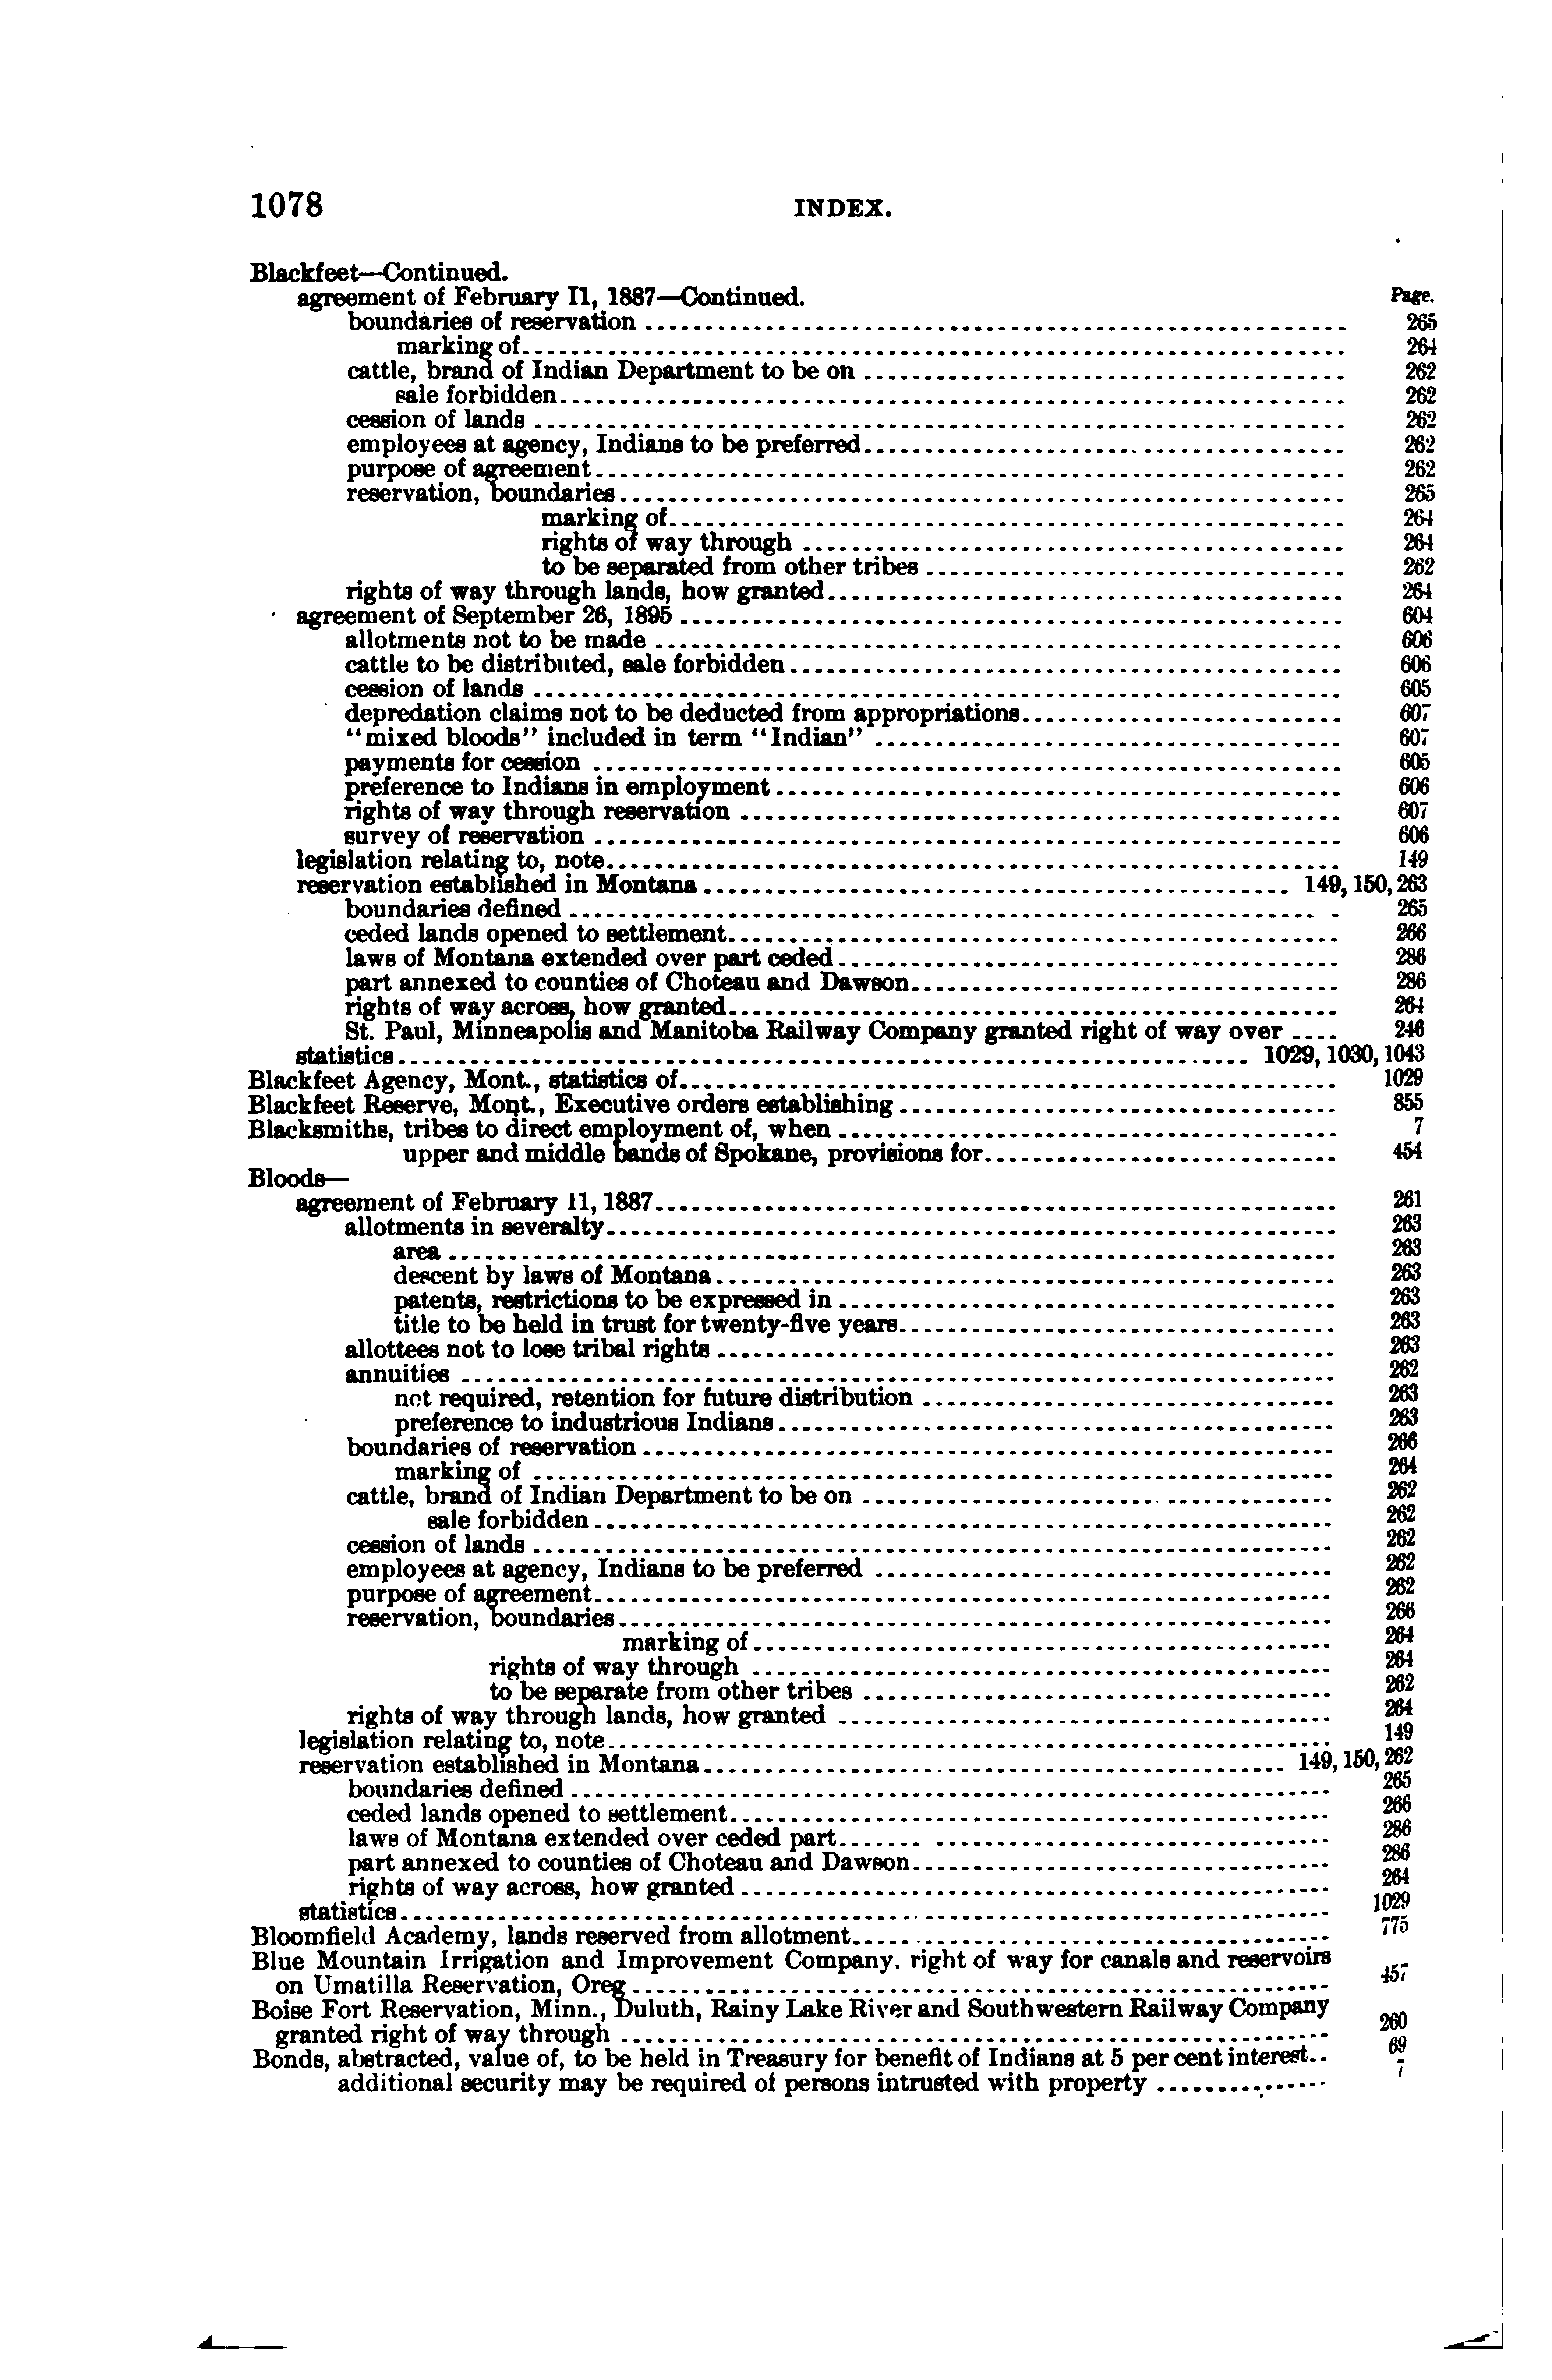 1078 INDEX.
Blackfeet—Continued.
agreement of February 11, 1887—Continued. Page.
boundaries of reservation 265
marking of 264
cattle, brand of Indian Department to be on 262
sale forbidden 262
cession of lands 262
employees at agency, Indians to be preferred 262
purpose of agreement 262
reservation, boundaries 265
marking of 264
rights of way through 264
to be separated from other tribes 262
rights of way through lands, how granted 264
agreement of September 26, 1895 604
allotments not to be made 606
cattle to be distributed, sale forbidden 606
cession of lands 605
depredation claims not to be deducted from appropriations 607
"mixed bloods" included in term "Indian" 607
payments for cession 605
preference to Indians in employment 606
rights of way through reservation 607
survey of reservation 606
legislation relating to, note 149
reservation established in Montana 149, 150, 263
boundaries defined 265
ceded lands opened to settlement 266
laws of Montana extended over part ceded 286
part annexed to counties of Choteau and Dawson 286
rights of way across, how granted 264
St. Paul, Minneapolis and Manitoba Railway Company granted right of way over 246
statistics 1029, 1030, 1043
Blackfeet Agency, Mont., statistics of 1029
Blackfeet Reserve, Mont., Executive orders establishing 855
Blacksmiths, tribes to direct employment of, when 7
upper and middle bands of Spokane, provisions for 454
Bloods—
agreement of February 11, 1887 261
allotments in severalty 263
area 263
descent by laws of Montana 263
patents, restrictions to be expressed in 263
title to be held in trust for twenty-five years 263
allottees not to lose tribal rights 263
annuities 262
not required, retention for future distribution 263
preference to industrious Indians 263
boundaries of reservation 266
marking of 264
cattle, brand of Indian Department to be on 262
sale forbidden 262
cession of lands 262
employees at agency, Indians to be preferred 262
purpose of agreement 262
reservation, boundaries 266
marking of 264
rights of way through 264
to be separate from other tribes 262
rights of way through lands, how granted 264
legislation relating to, note 149
reservation established in Montana 149, 150, 262
boundaries defined 265
ceded lands opened to settlement 266
laws of Montana extended over ceded part 286
part annexed to counties of Choteau and Dawson 286
rights of way across, how granted 264
statistics 1029
Bloomfield Academy, lands reserved from allotment 775
Blue Mountain Irrigation and Improvement Company, right of way for canals and reservoirs
on Umatilla Reservation, Oreg 457
Boise Fort Reservation, Minn., Duluth, Rainy Lake River and Southwestern Railway Company
granted right of way through 260
Bonds, abstracted, value of, to be held in Treasury for benefit of Indians at 5 per cent interest 69
additional security may be required of persons intrusted with property 7